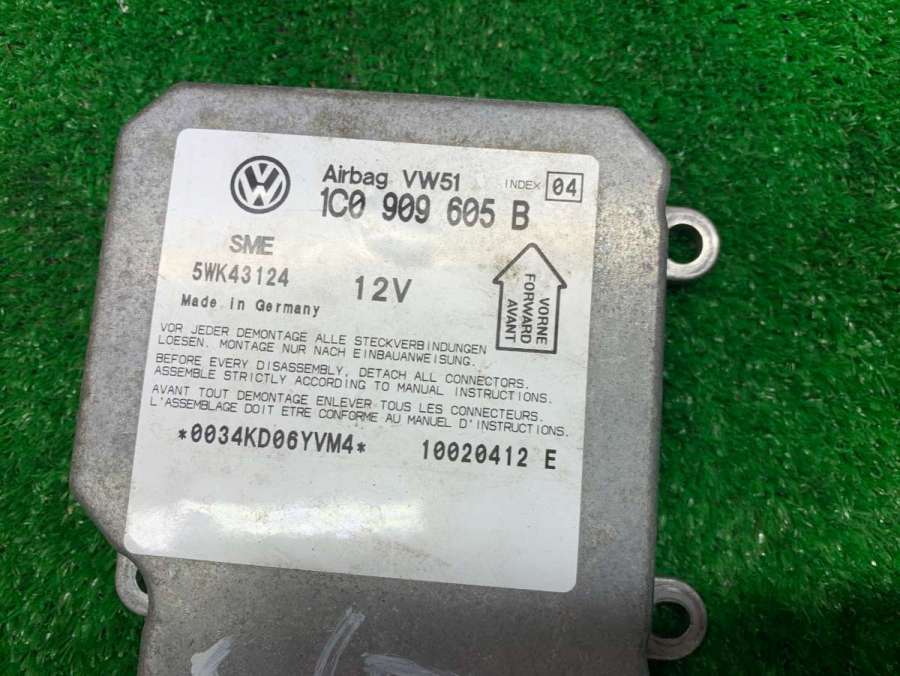 Airbag VW51 INDEX 04
1C0 909 605 B
SME
5WK43124
12V
Made in Germany
VORNE
FORWARD
AVANT
VOR JEDER DEMONTAGE ALLE STECKVERBINDUNGEN
LOESEN. MONTAGE NUR NACH EINBAUANWEISUNG.
BEFORE EVERY DISASSEMBLY, DETACH ALL CONNECTORS.
ASSEMBLE STRICTLY ACCORDING TO MANUAL INSTRUCTIONS.
AVANT TOUT DEMONTAGE ENLEVER TOUS LES CONNECTEURS.
L'ASSEMBLAGE DOIT ETRE CONFORME AU MANUEL D'INSTRUCTIONS.
*0034KD06YVM4* 10020412 E